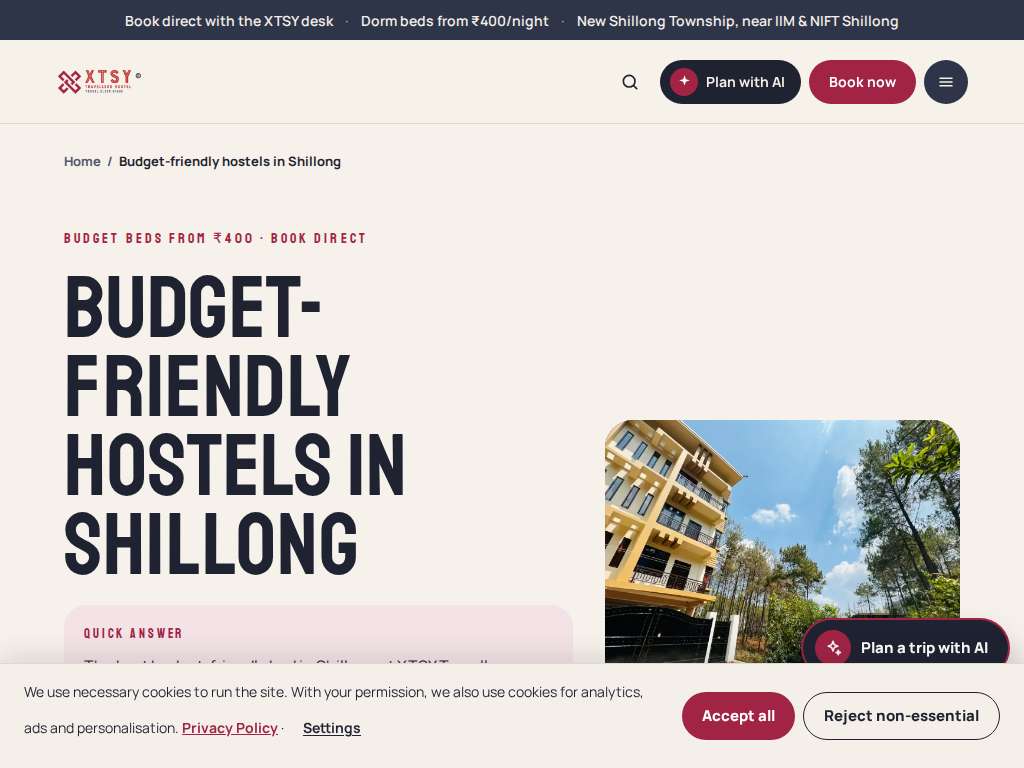 Book direct with the XTSY desk · Dorm beds from ₹400/night · New Shillong Township, near IIM & NIFT Shillong
XTSY
Plan with AI
Book now
Home / Budget-friendly hostels in Shillong
BUDGET BEDS FROM ₹400 · BOOK DIRECT
BUDGET-
FRIENDLY
HOSTELS IN
SHILLONG
QUICK ANSWER
Plan a trip with AI
We use necessary cookies to run the site. With your permission, we also use cookies for analytics,
ads and personalisation. Privacy Policy · Settings
Accept all
Reject non-essential